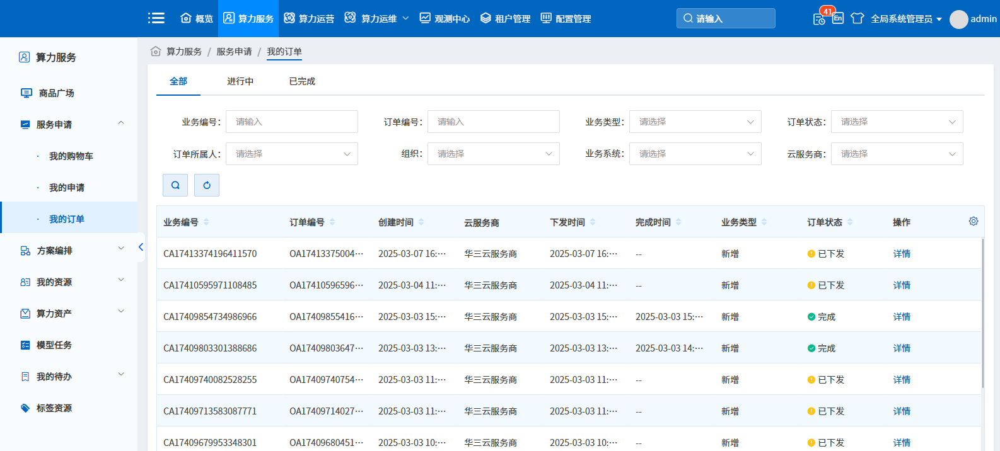 概览 算力服务 算力运营 算力运维 观测中心 租户管理 配置管理 请输入 41 En 全局系统管理员 admin
算力服务
商品广场
服务申请
· 我的购物车
· 我的申请
· 我的订单
方案编排
我的资源
算力资产
模型任务
我的待办
标签资源
算力服务 / 服务申请 / 我的订单
全部 进行中 已完成
业务编号: 请输入 订单编号: 请输入 业务类型: 请选择 订单状态: 请选择
订单所属人: 请选择 组织: 请选择 业务系统: 请选择 云服务商: 请选择
业务编号 订单编号 创建时间 云服务商 下发时间 完成时间 业务类型 订单状态 操作
CA17413374196411570 OA17413375004··· 2025-03-07 16:··· 华三云服务商 2025-03-07 16:··· -- 新增 已下发 详情
CA17410595971108485 OA17410596596··· 2025-03-04 11:··· 华三云服务商 2025-03-04 11:··· -- 新增 已下发 详情
CA17409854734986966 OA17409855416··· 2025-03-03 15:··· 华三云服务商 2025-03-03 15:··· 2025-03-03 15:··· 新增 完成 详情
CA17409803301388686 OA17409803647··· 2025-03-03 13:··· 华三云服务商 2025-03-03 13:··· 2025-03-03 14:··· 新增 完成 详情
CA17409740082528255 OA17409740754··· 2025-03-03 11:··· 华三云服务商 2025-03-03 11:··· -- 新增 已下发 详情
CA17409713583087771 OA17409714027··· 2025-03-03 11:··· 华三云服务商 2025-03-03 11:··· -- 新增 已下发 详情
CA17409679953348301 OA17409680451··· 2025-03-03 10:··· 华三云服务商 2025-03-03 10:··· -- 新增 已下发 详情